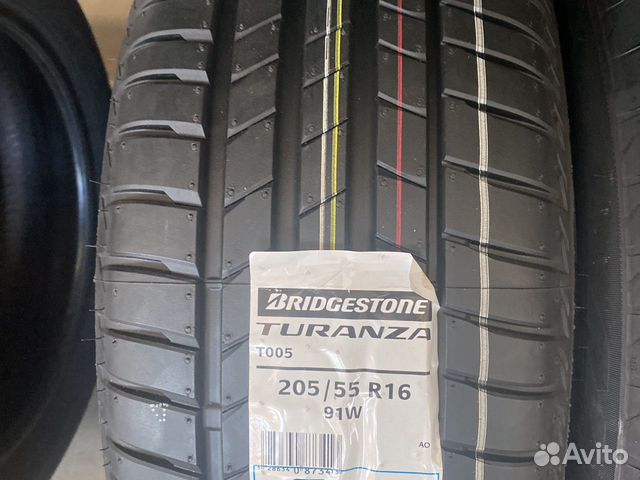 BRIDGESTONE
TURANZA
T005
205/55 R16
91W
AO
Avito